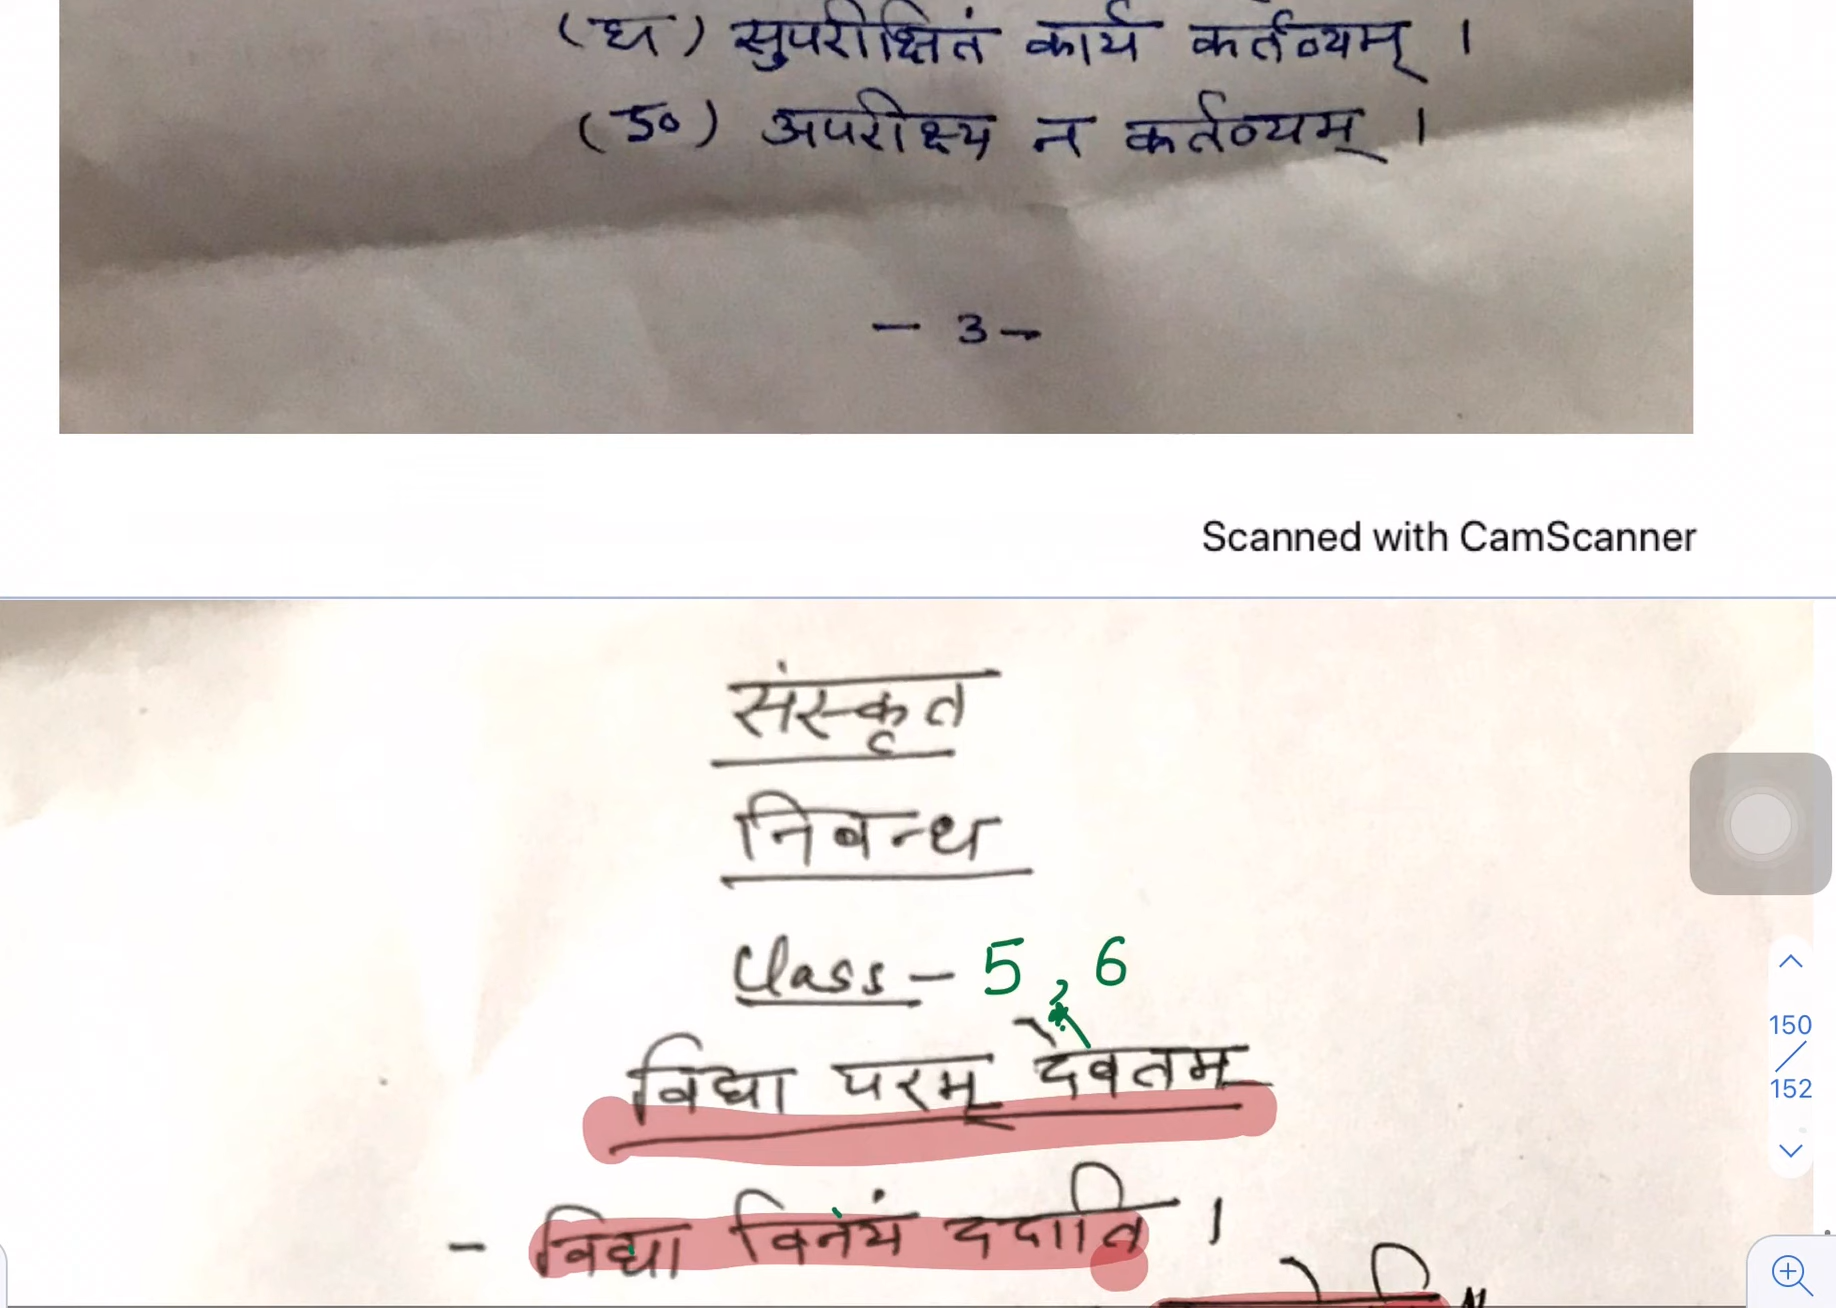 (घ) सुपरीक्षितं कार्य कर्तव्यम् ।
(ङ) अपरीक्ष्य न कर्तव्यम् ।
- 3 -
Scanned with CamScanner
संस्कृत
निबन्ध
Class - 5, 6
विद्या परम् दैवतम
- विद्या विनयं ददाति ।
150
/
152